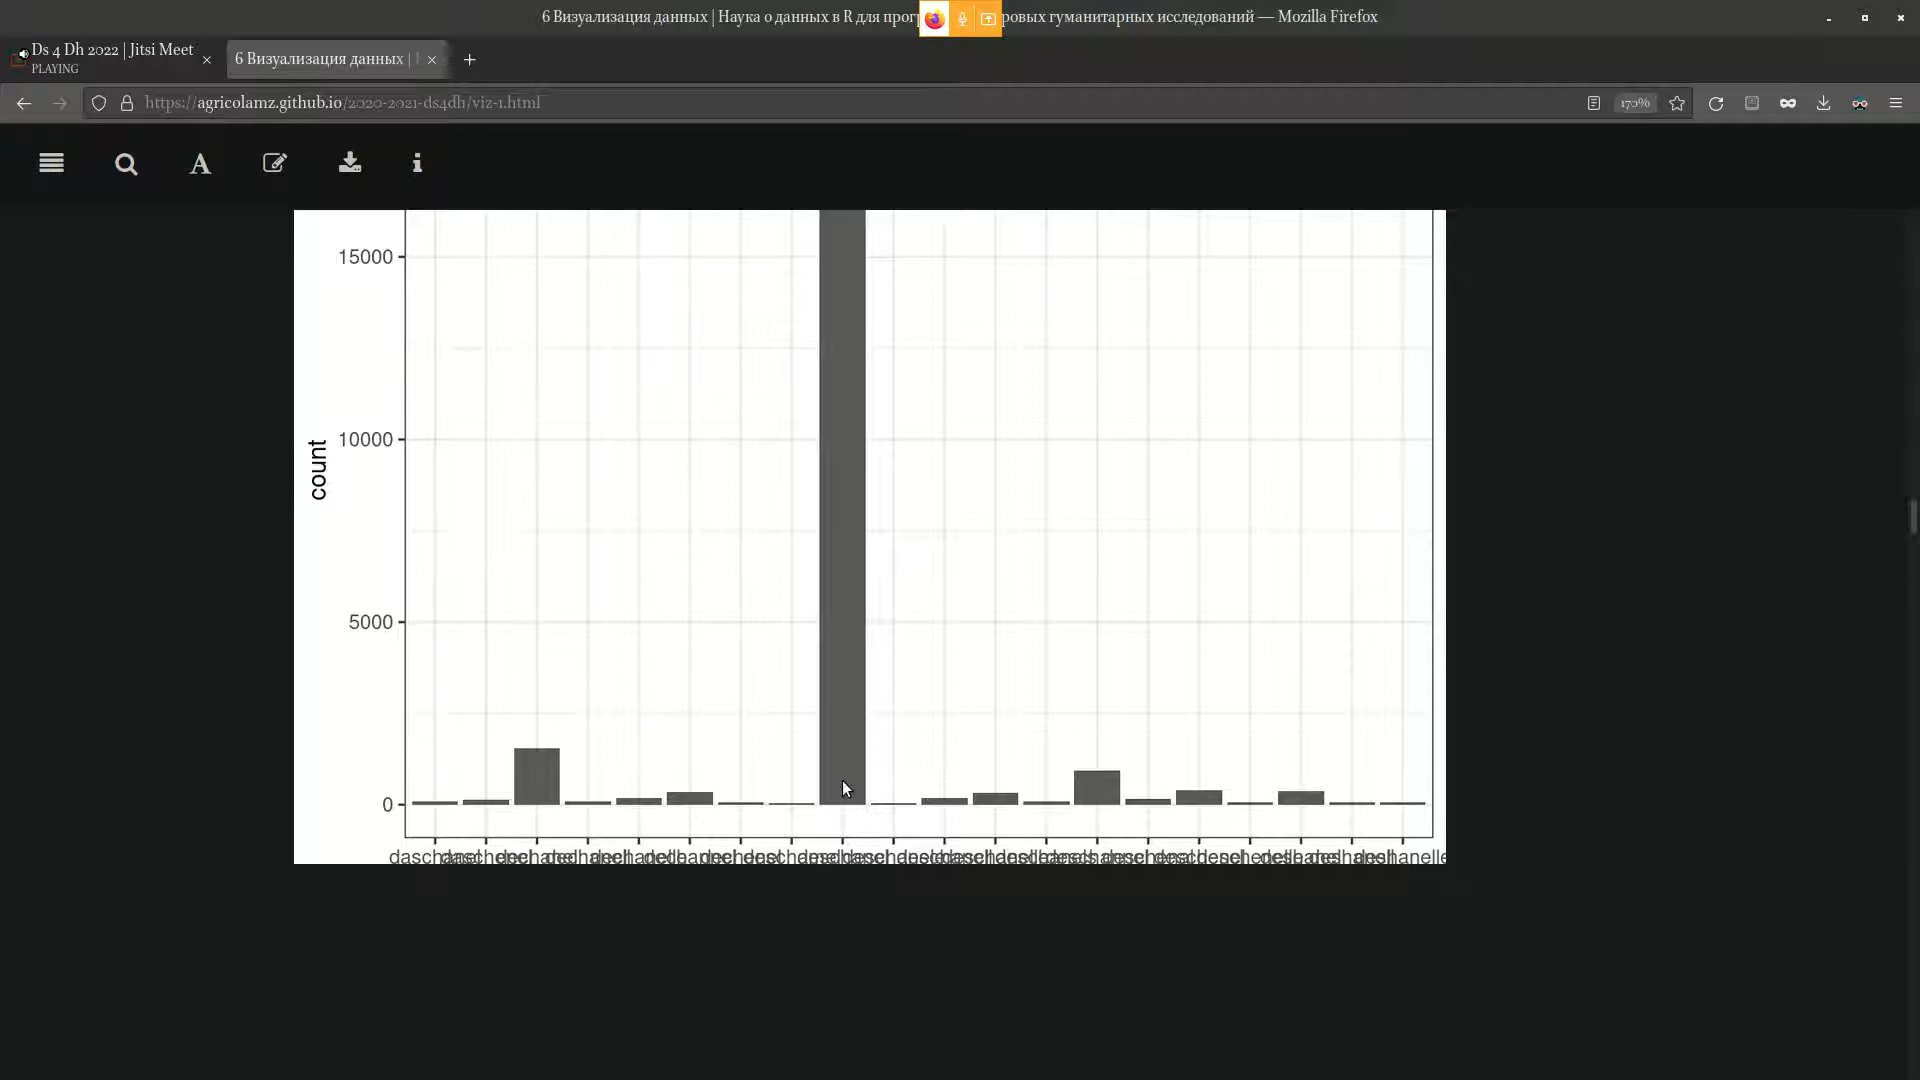 6 Визуализация данных | Наука о данных в R для прог ровых гуманитарных исследований — Mozilla Firefox
Ds 4 Dh 2022 | Jitsi Meet
PLAYING
6 Визуализация данных |
https://agricolamz.github.io/2020-2021-ds4dh/viz-1.html
170%
15000
10000
5000
0
count